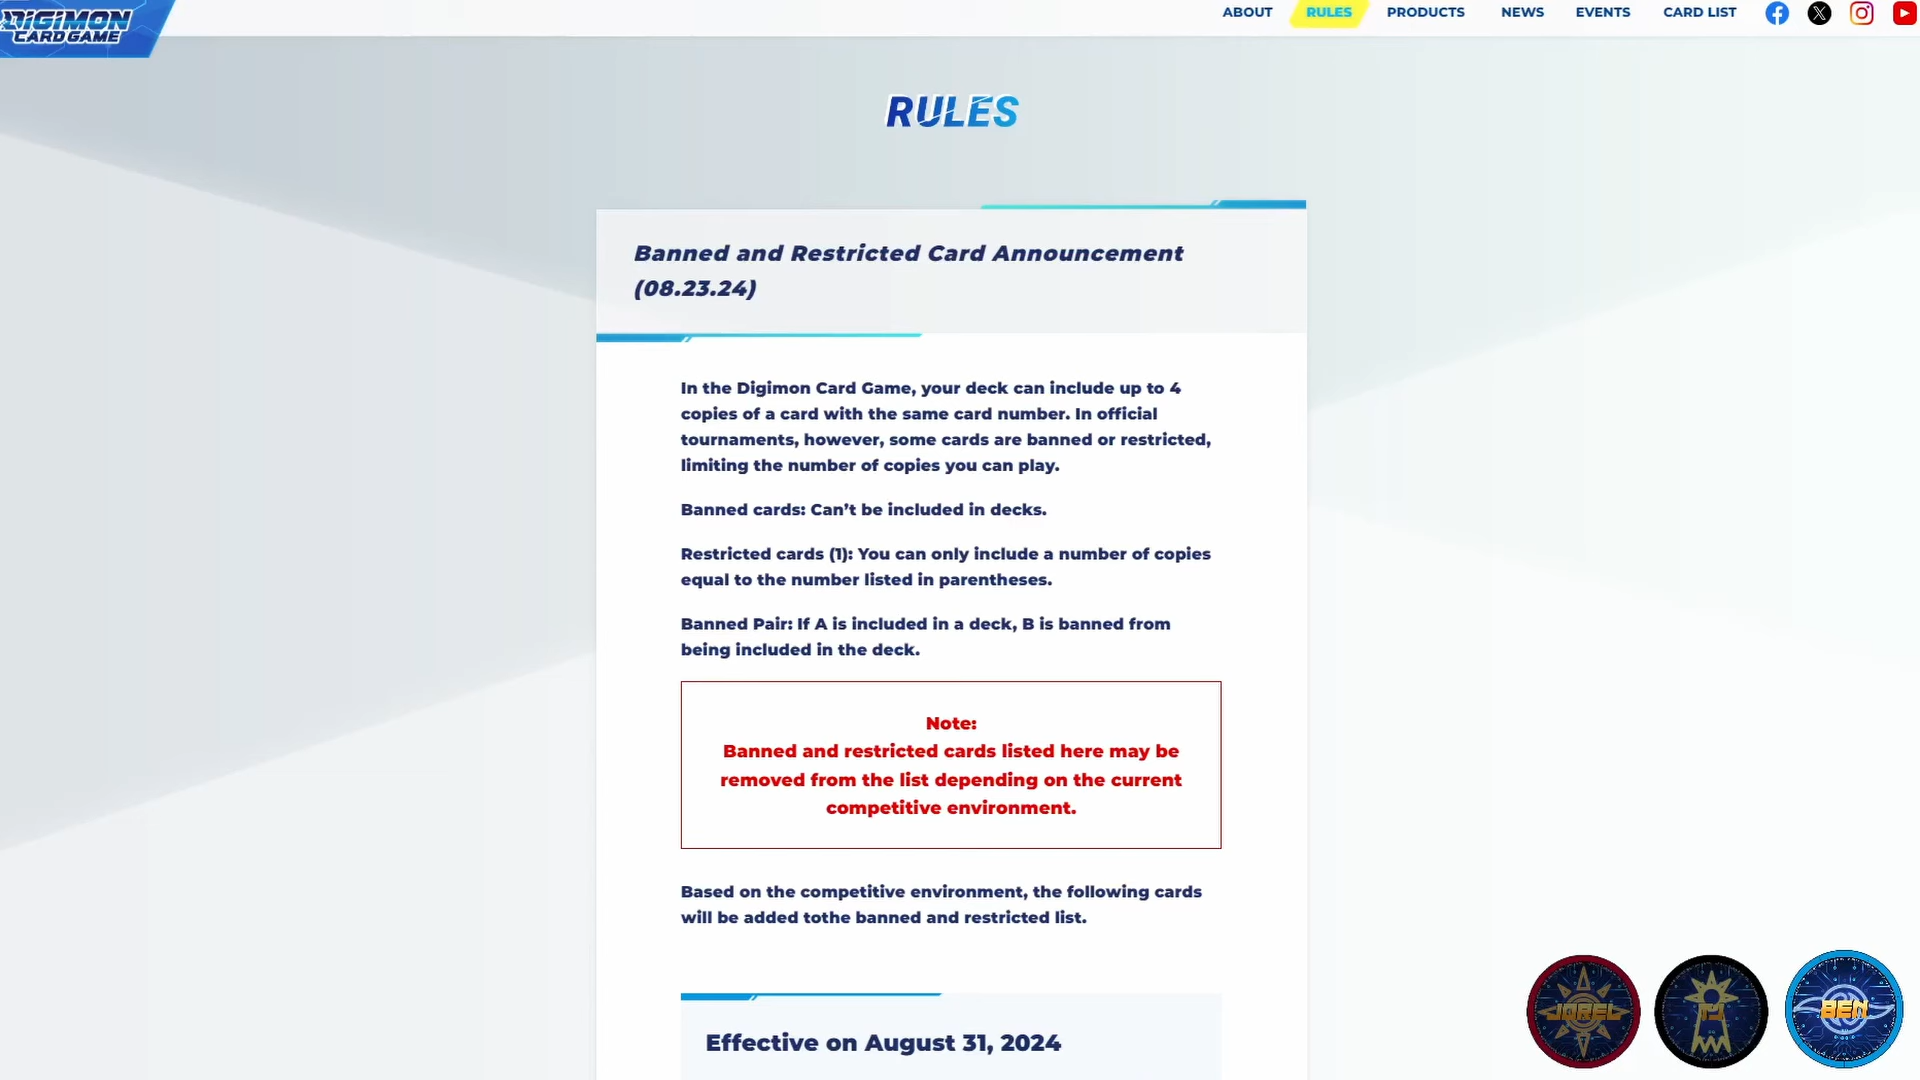 DIGIMON
CARD GAME
ABOUT
RULES
PRODUCTS
NEWS
EVENTS
CARD LIST
RULES
Banned and Restricted Card Announcement
(08.23.24)
In the Digimon Card Game, your deck can include up to 4
copies of a card with the same card number. In official
tournaments, however, some cards are banned or restricted,
limiting the number of copies you can play.
Banned cards: Can’t be included in decks.
Restricted cards (1): You can only include a number of copies
equal to the number listed in parentheses.
Banned Pair: If A is included in a deck, B is banned from
being included in the deck.
Note:
Banned and restricted cards listed here may be
removed from the list depending on the current
competitive environment.
Based on the competitive environment, the following cards
will be added tothe banned and restricted list.
Effective on August 31, 2024
JOREL
TJ
BEN